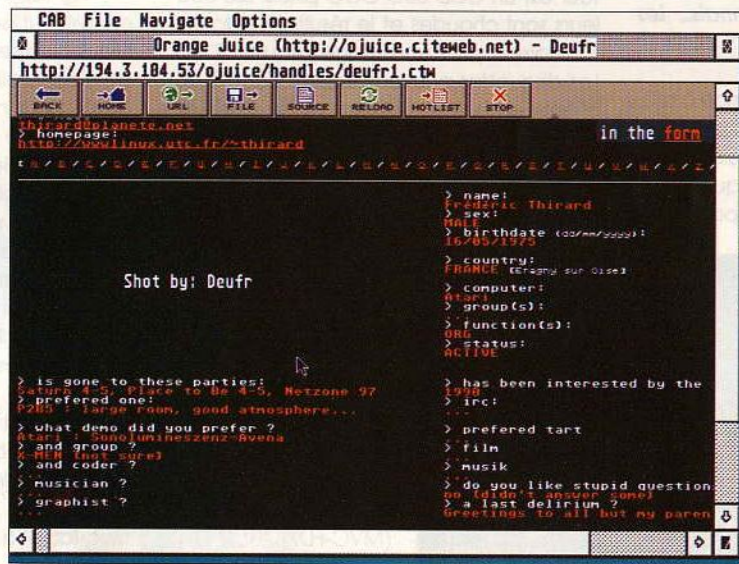 CAB File Navigate Options
Orange Juice (http://ojuice.citeweb.net) - Deufr
http://194.3.184.53/ojuice/handles/deufr1.ctw
BACK HOME URL FILE SOURCE RELOAD HOTLIST STOP
thirard@planete.net
> homepage:
http://wwwlinux.utc.fr/~thirard
in the form
> name:
Frédéric Thirard
> sex:
MALE
> birthdate (dd/mm/yyyy):
16/05/1975
> country:
FRANCE [Eragny sur Oise]
> computer:
Atari
> group(s):
...
> function(s):
ORG
> status:
ACTIVE
Shot by: Deufr
> is gone to these parties:
Saturn 4-5, Place to Be 4-5, Netzone 97
> prefered one:
P2B5 : large room, good atmosphere...
> what demo did you prefer ?
Atari : Sonolumineszenz-Avena
> and group ?
X-MEN [not sure]
> and coder ?
...
> musician ?
...
> graphist ?
...
> has been interested by the
1990
> irc:
...
> prefered tart
...
> film
...
> musik
...
> do you like stupid question
no [didn't answer some]
> a last delirium ?
Greetings to all but my paren